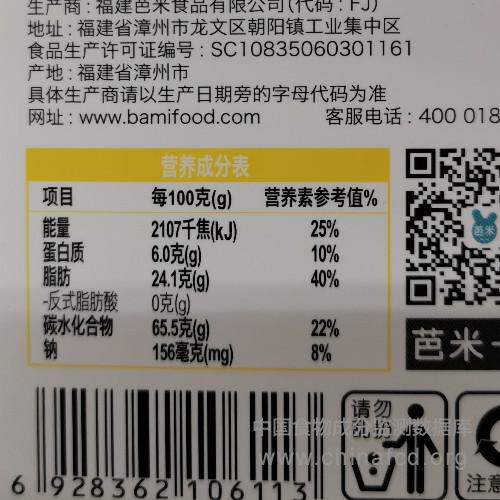 生产商:福建芭米食品有限公司(代码:FJ)
地址:福建省漳州市龙文区朝阳镇工业集中区
食品生产许可证编号:SC10835060301161
产地:福建省漳州市
具体生产商请以生产日期旁的字母代码为准
网址:www.bamifood.com 客服电话:400 018
营养成分表
项目 每100克(g) 营养素参考值%
能量 2107千焦(kJ) 25%
蛋白质 6.0克(g) 10%
脂肪 24.1克(g) 40%
-反式脂肪酸 0克(g)
碳水化合物 65.5克(g) 22%
钠 156毫克(mg) 8%
芭米
芭米
请勿
注意
中国食物成分监测数据库
www.chinafcd.org
6 928362 106113